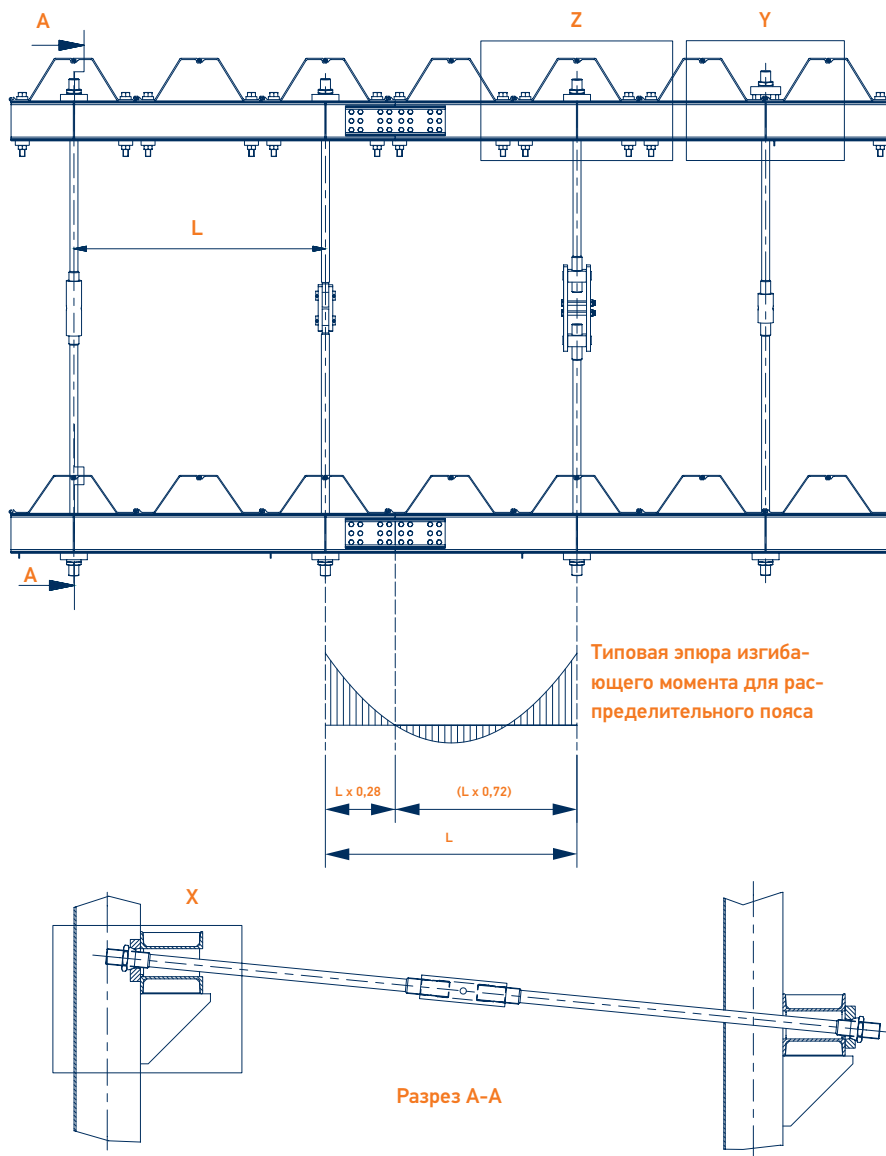 A
Z
Y
L
A
Типовая эпюра изгиба-
ющего момента для рас-
пределительного пояса
L x 0,28
(L x 0,72)
L
X
Разрез А-А